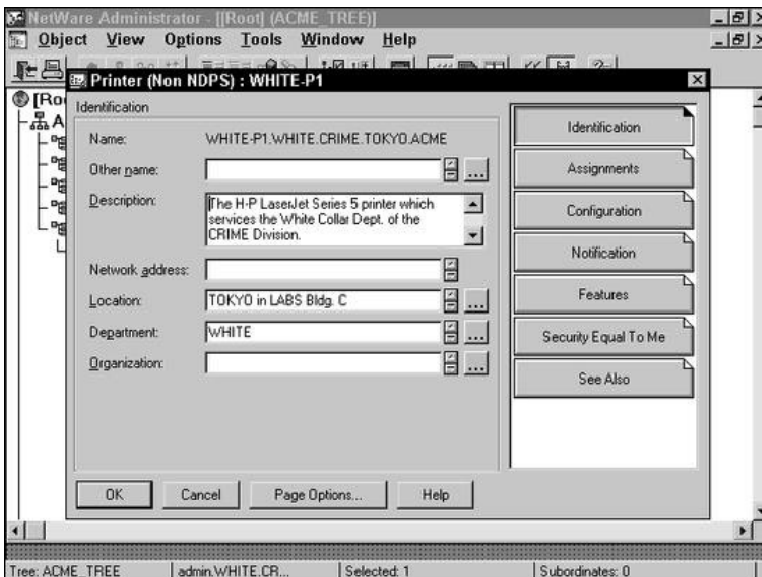 NetWare Administrator - [[Root] (ACME_TREE)]
Object View Options Tools Window Help
Printer (Non NDPS) : WHITE-P1
[Roo
A
Identification
Name: WHITE-P1.WHITE.CRIME.TOKYO.ACME
Other name:
Description: The H-P LaserJet Series 5 printer which
services the White Collar Dept. of the
CRIME Division.
Network address:
Location: TOKYO in LABS Bldg. C
Department: WHITE
Organization:
Identification
Assignments
Configuration
Notification
Features
Security Equal To Me
See Also
OK Cancel Page Options... Help
Tree: ACME_TREE admin.WHITE.CR... Selected: 1 Subordinates: 0